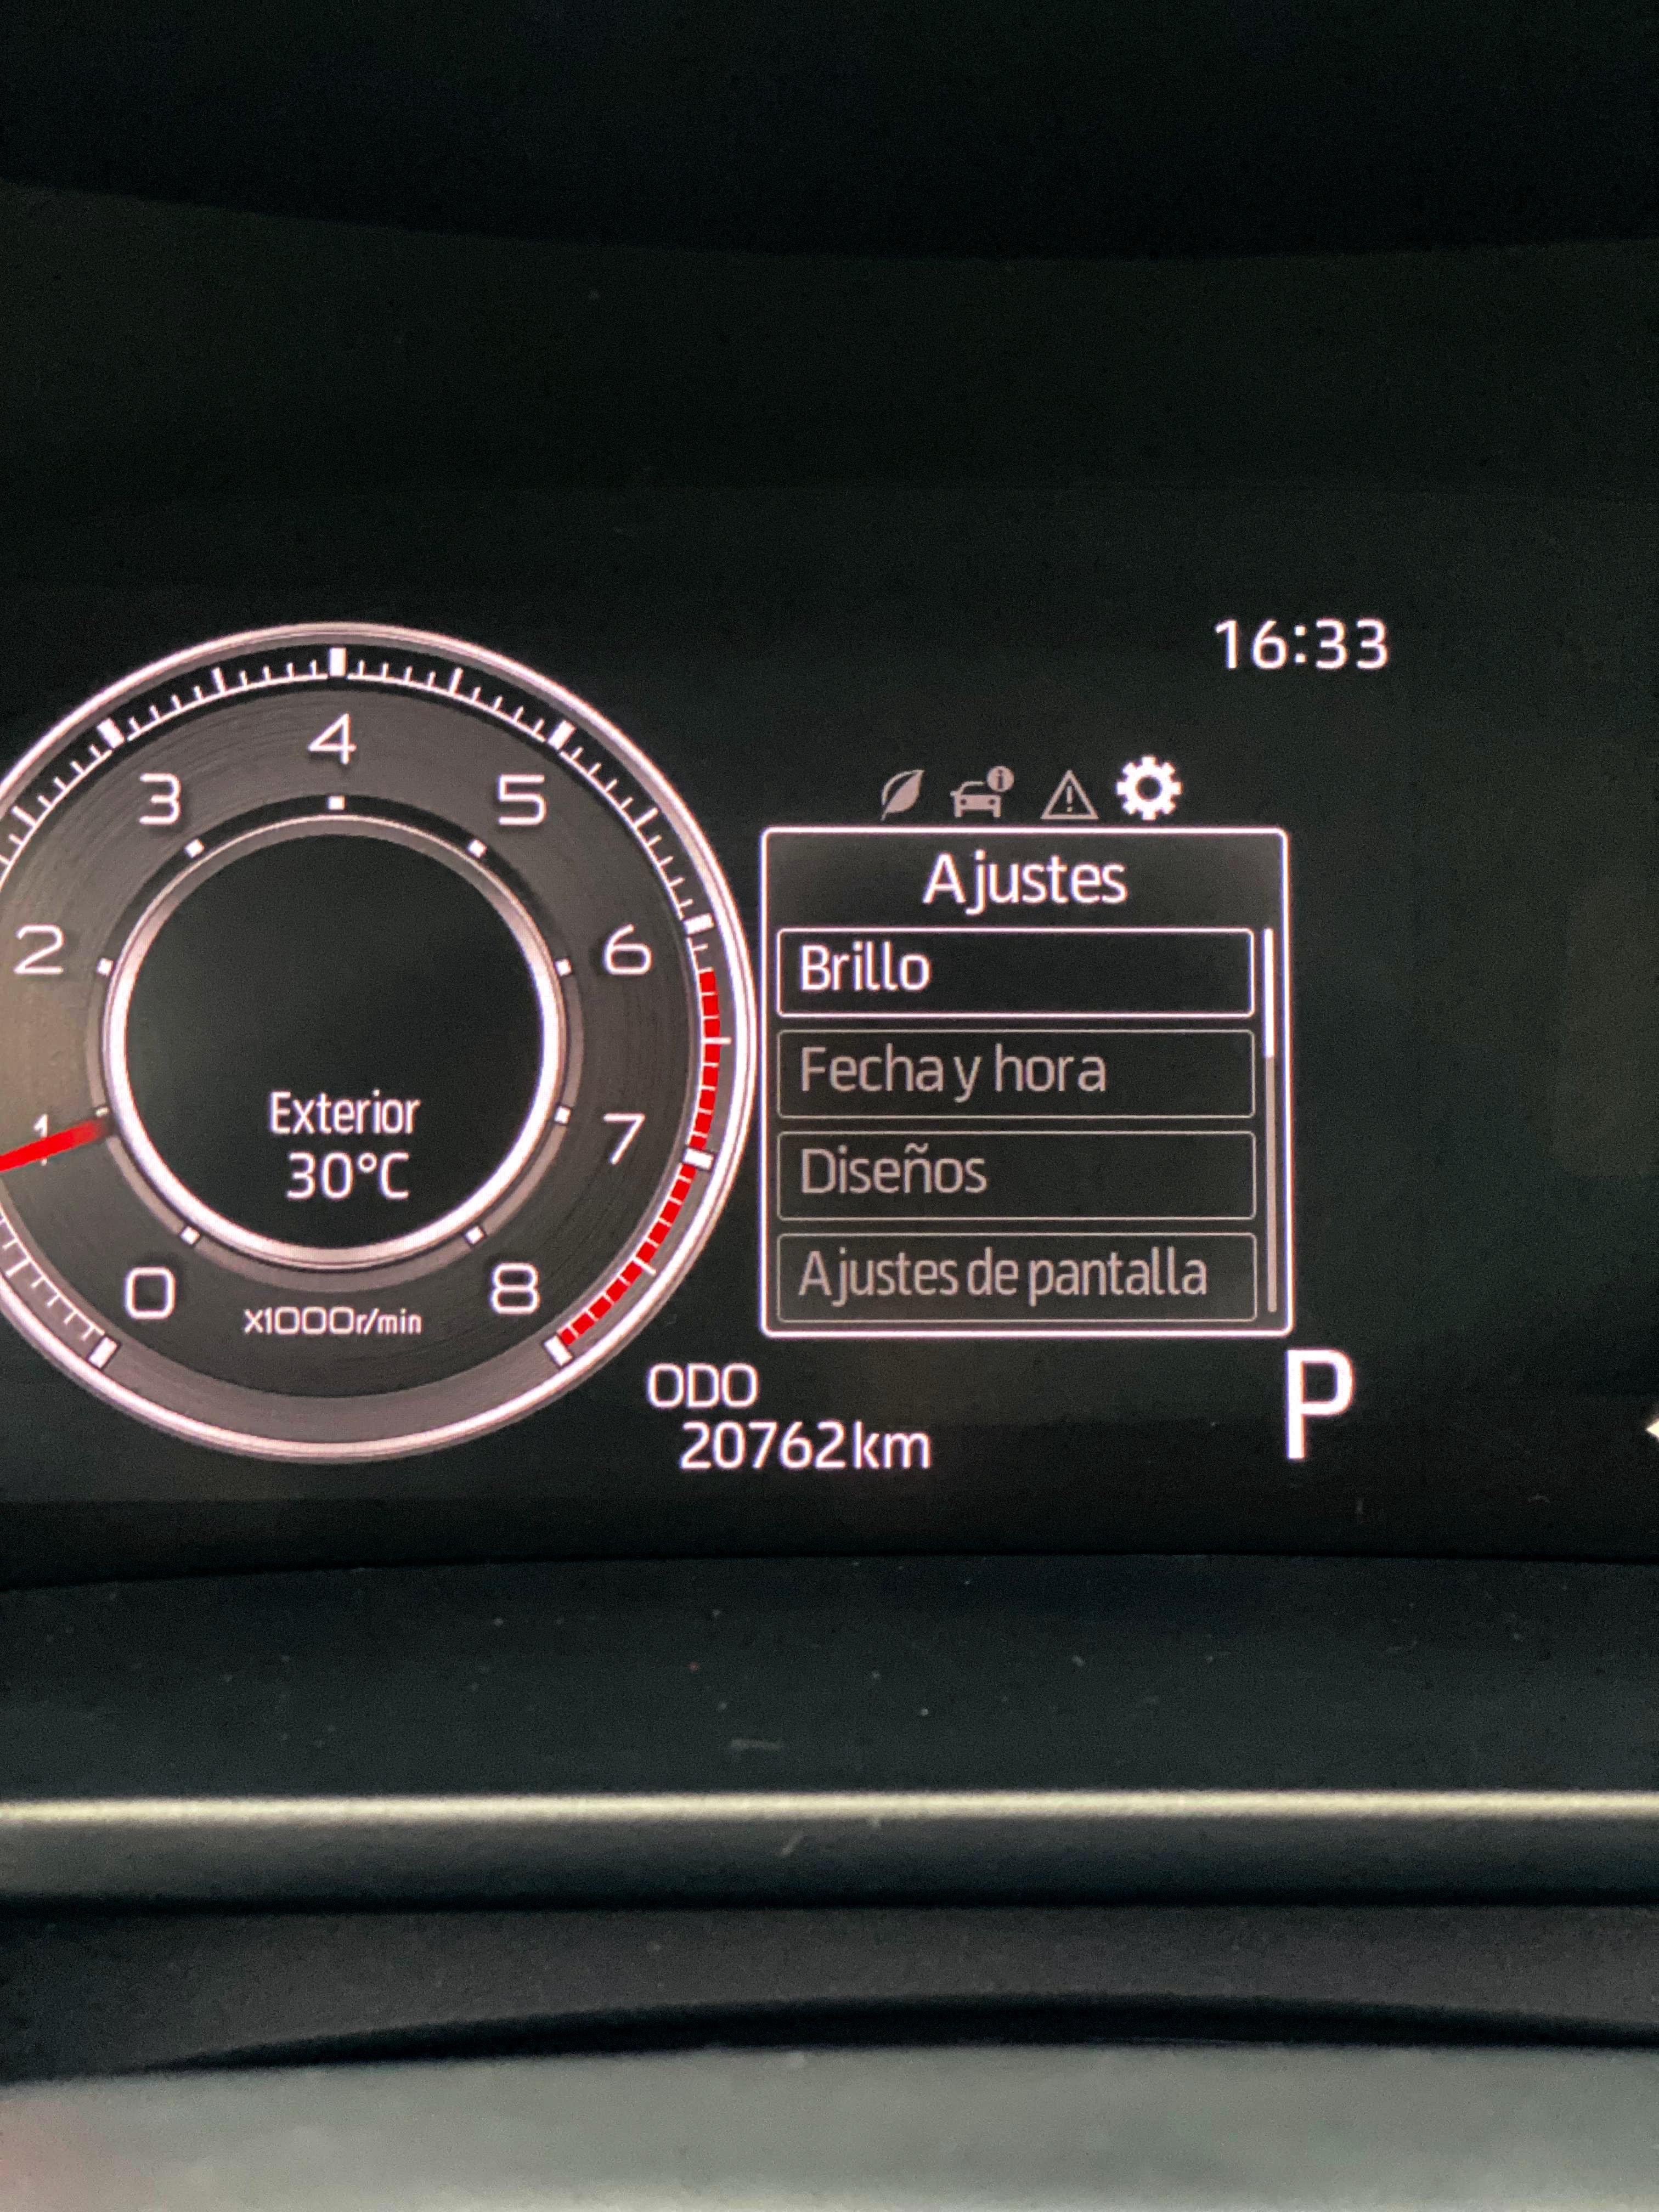 16:33
4
3
5
2
6
1
7
0
8
x1000r/min
Exterior
30°C
Ajustes
Brillo
Fecha y hora
Diseños
Ajustes de pantalla
ODO
20762km
P